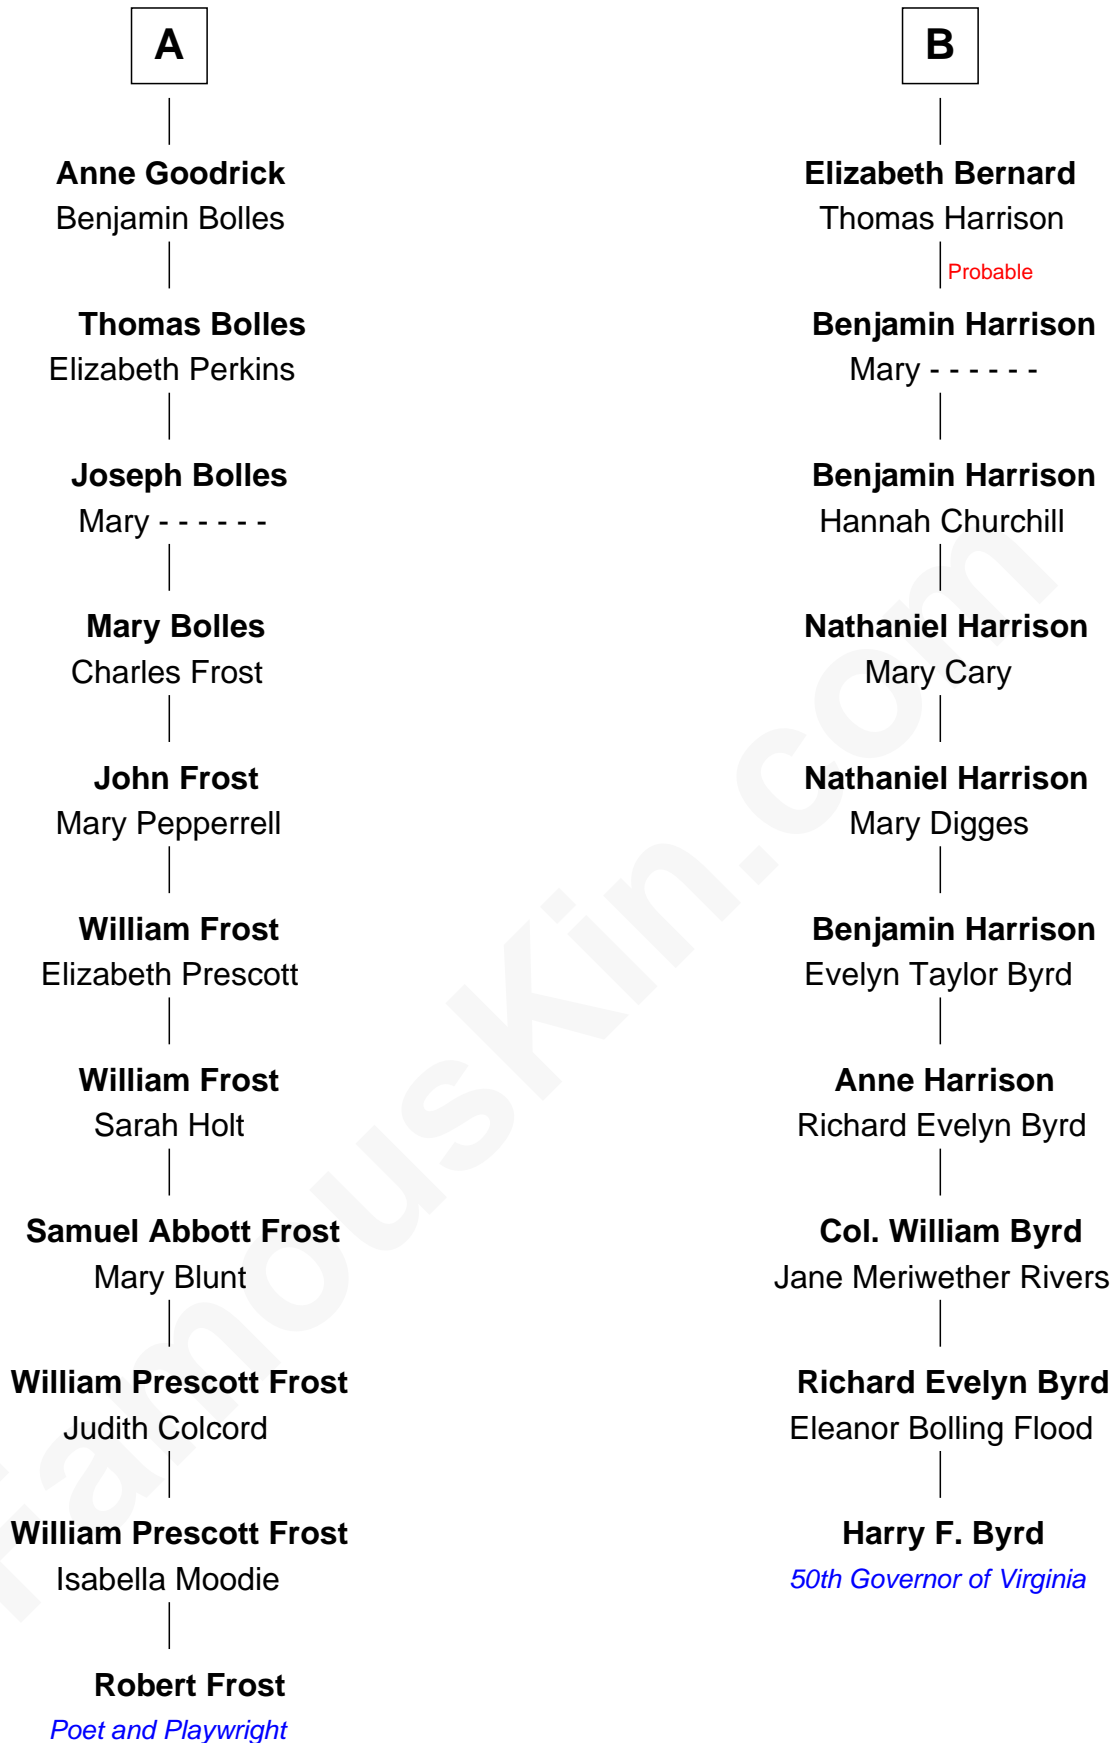 A
Anne Goodrick
Benjamin Bolles
Thomas Bolles
Elizabeth Perkins
Joseph Bolles
Mary - - - - - -
Mary Bolles
Charles Frost
John Frost
Mary Pepperrell
William Frost
Elizabeth Prescott
William Frost
Sarah Holt
Samuel Abbott Frost
Mary Blunt
William Prescott Frost
Judith Colcord
William Prescott Frost
Isabella Moodie
Robert Frost
Poet and Playwright
B
Elizabeth Bernard
Thomas Harrison
Probable
Benjamin Harrison
Mary - - - - - -
Benjamin Harrison
Hannah Churchill
Nathaniel Harrison
Mary Cary
Nathaniel Harrison
Mary Digges
Benjamin Harrison
Evelyn Taylor Byrd
Anne Harrison
Richard Evelyn Byrd
Col. William Byrd
Jane Meriwether Rivers
Richard Evelyn Byrd
Eleanor Bolling Flood
Harry F. Byrd
50th Governor of Virginia
FamousKin.com